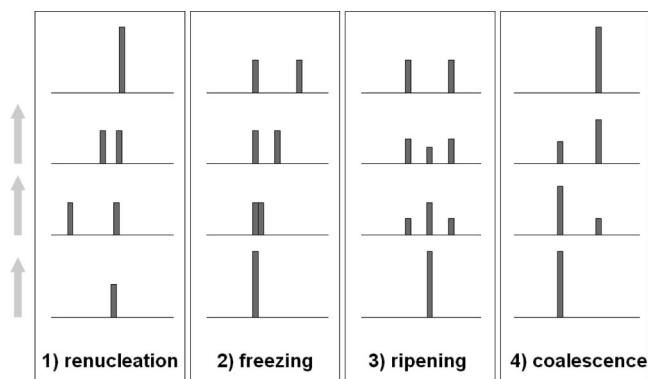 1) renucleation
2) freezing
3) ripening
4) coalescence